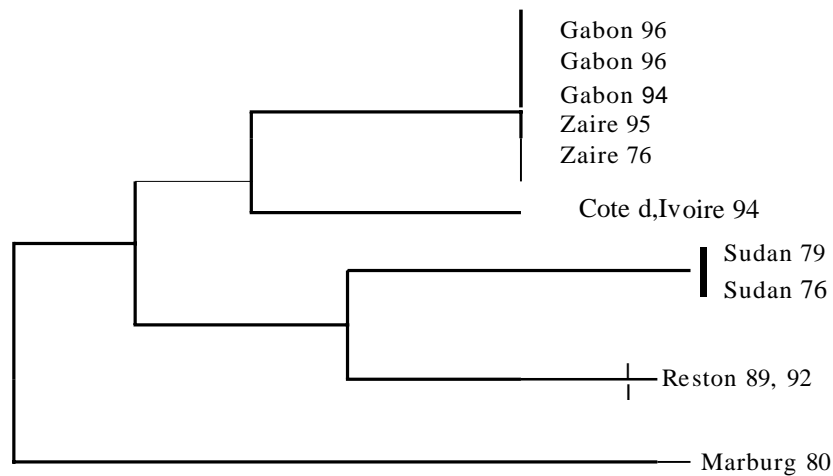 Gabon 96
Gabon 96
Gabon 94
Zaire 95
Zaire 76
Cote d,Ivoire 94
Sudan 79
Sudan 76
Reston 89, 92
Marburg 80